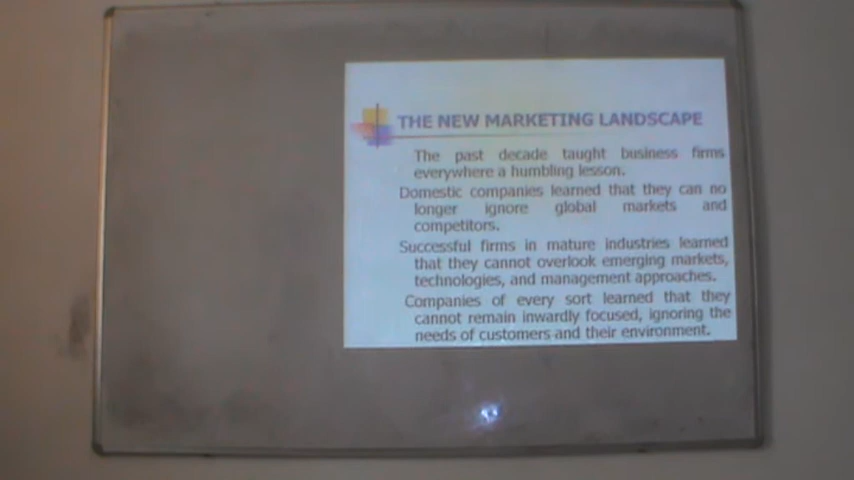 THE NEW MARKETING LANDSCAPE
The past decade taught business firms
everywhere a humbling lesson.
Domestic companies learned that they can no
longer ignore global markets and
competitors.
Successful firms in mature industries learned
that they cannot overlook emerging markets,
technologies, and management approaches.
Companies of every sort learned that they
cannot remain inwardly focused, ignoring the
needs of customers and their environment.